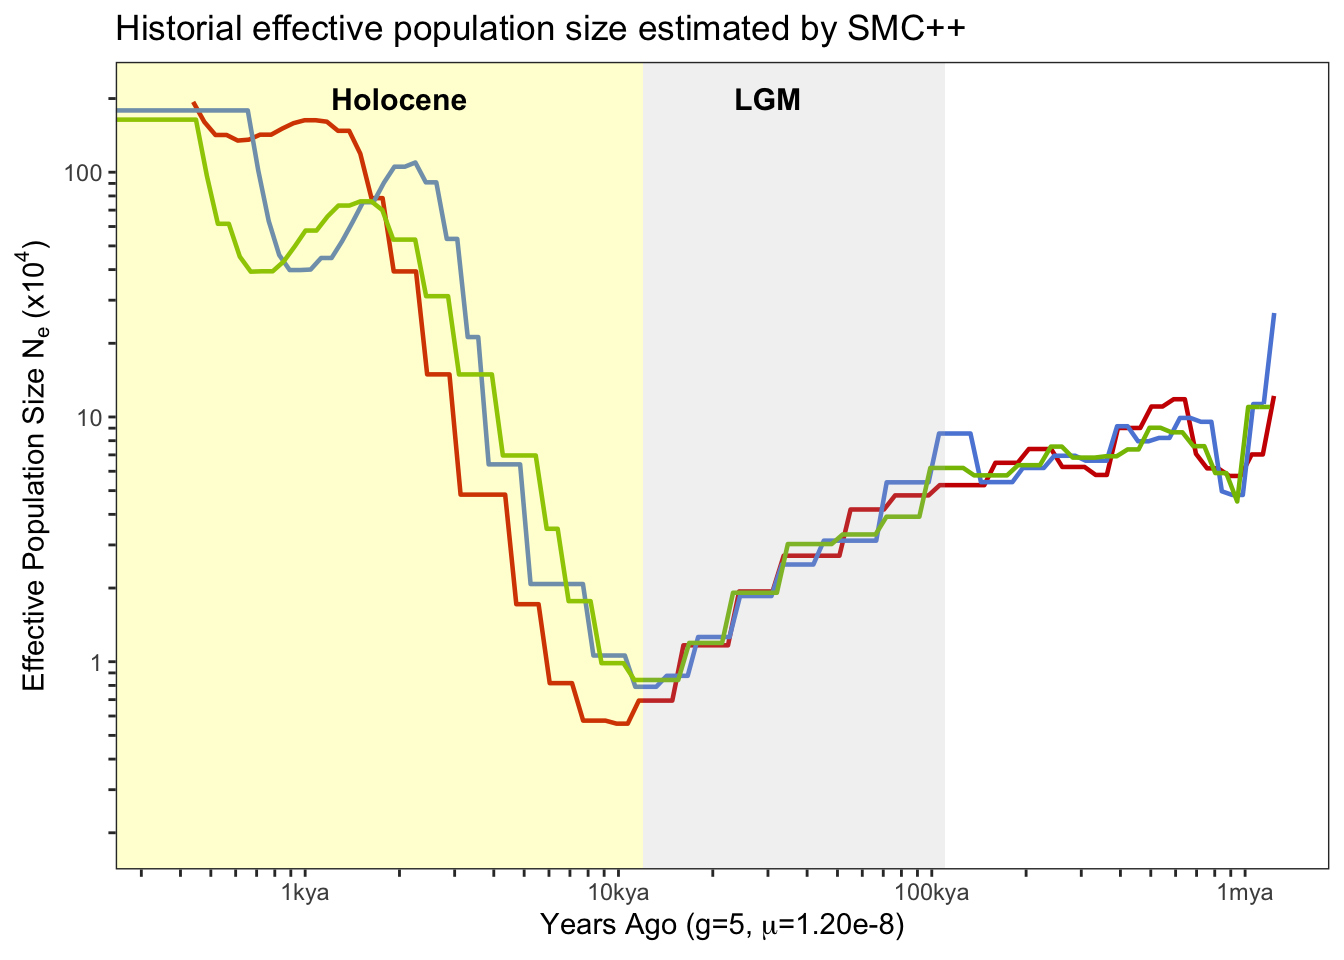 Historial effective population size estimated by SMC++
Holocene
LGM
Effective Population Size Ne (x10⁴)
100
10
1
1kya
10kya
100kya
1mya
Years Ago (g=5, μ=1.20e-8)